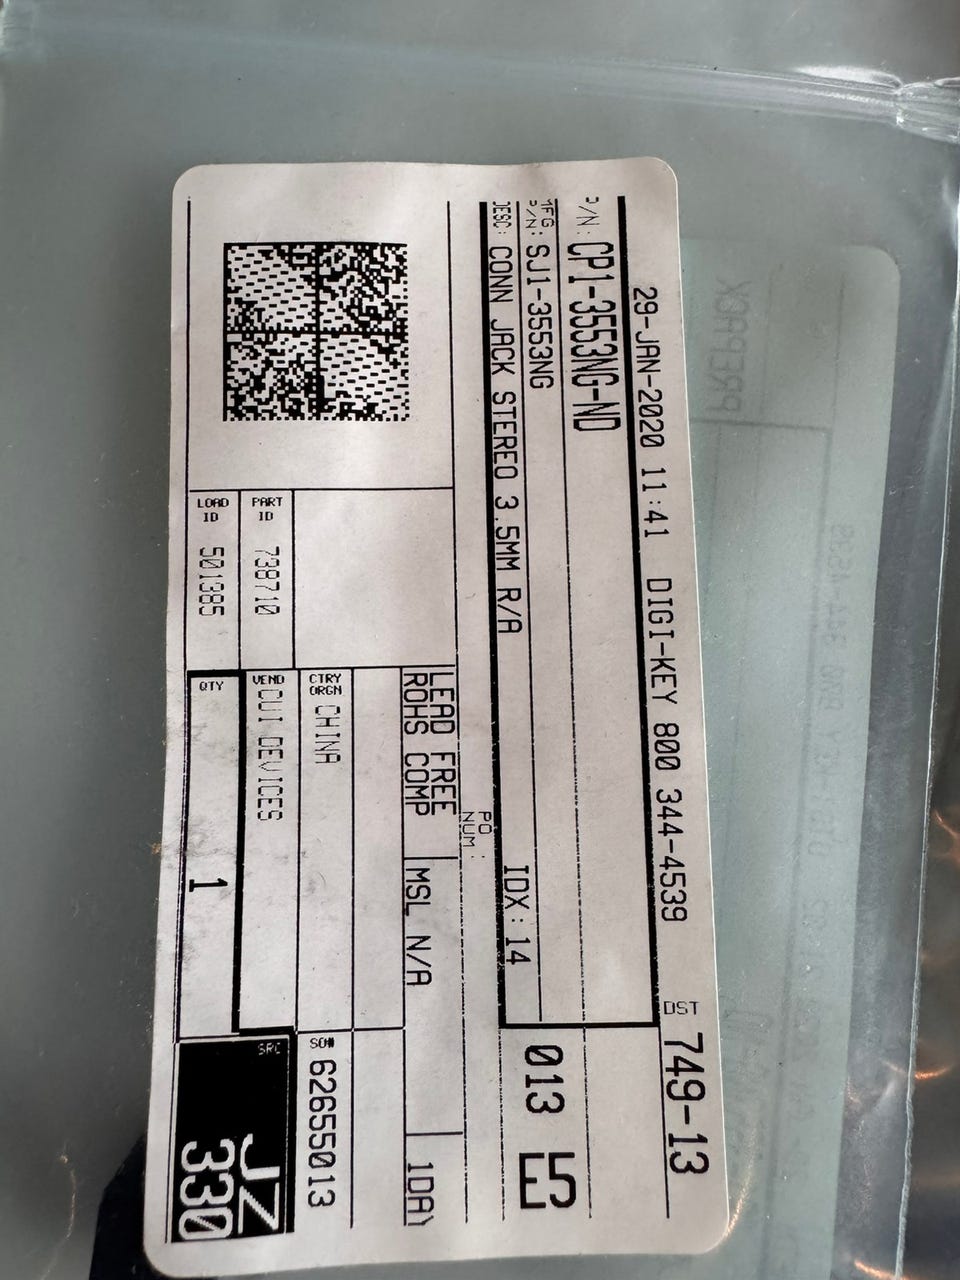 29-JAN-2020 11:41 DIGI-KEY 800 344-4539 DST 749-13
P/N: CP1-3553NG-ND
MFG P/N: SJ1-3553NG
DESC: CONN JACK STEREO 3.5MM R/A IDX: 14
013 E5
PO NUM:
LEAD FREE
ROHS COMP
MSL N/A
1DAY
CTRY ORGN CHINA
SO# 62655013
PART ID 738710
VEND CUI DEVICES
LOAD ID 501385
QTY 1
SRC JZ
330
PREPACK